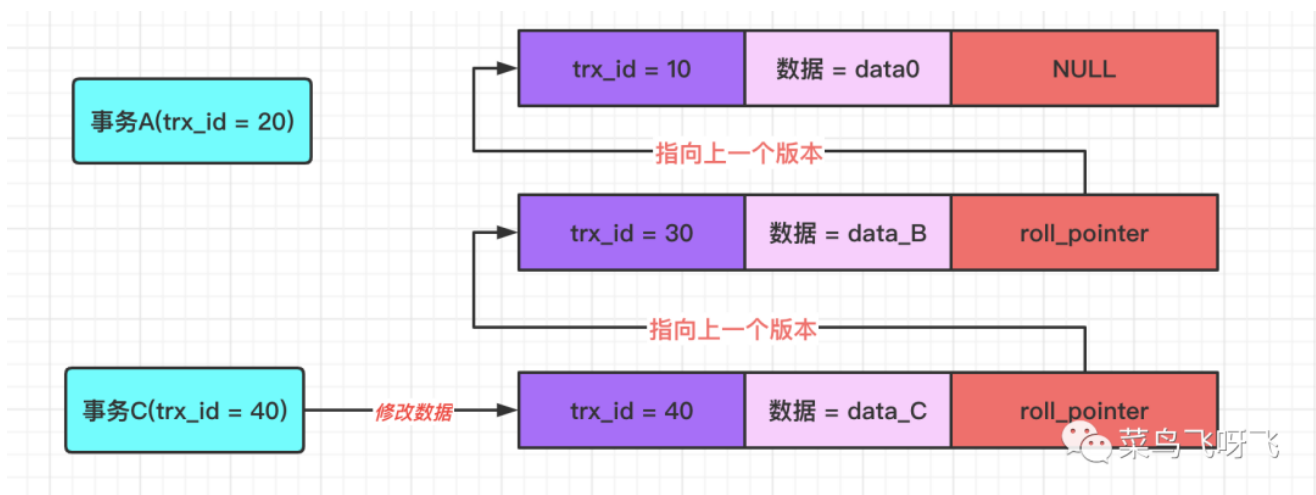 trx_id = 10 数据 = data0 NULL
事务A(trx_id = 20)
指向上一个版本
trx_id = 30 数据 = data_B roll_pointer
指向上一个版本
事务C(trx_id = 40) 修改数据 trx_id = 40 数据 = data_C roll_pointer
菜鸟飞呀飞